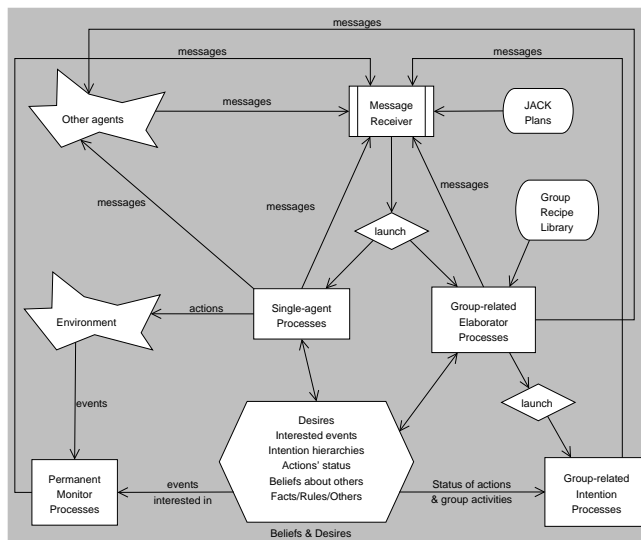 messages
messages
messages
messages
Other agents
Message
Receiver
JACK
Plans
messages
messages
messages
Group
Recipe
Library
launch
Environment
actions
Single-agent
Processes
Group-related
Elaborator
Processes
launch
events
Desires
Interested events
Intention hierarchies
Actions' status
Beliefs about others
Facts/Rules/Others
Permanent
Monitor
Processes
events
interested in
Status of actions
& group activities
Group-related
Intention
Processes
Beliefs & Desires